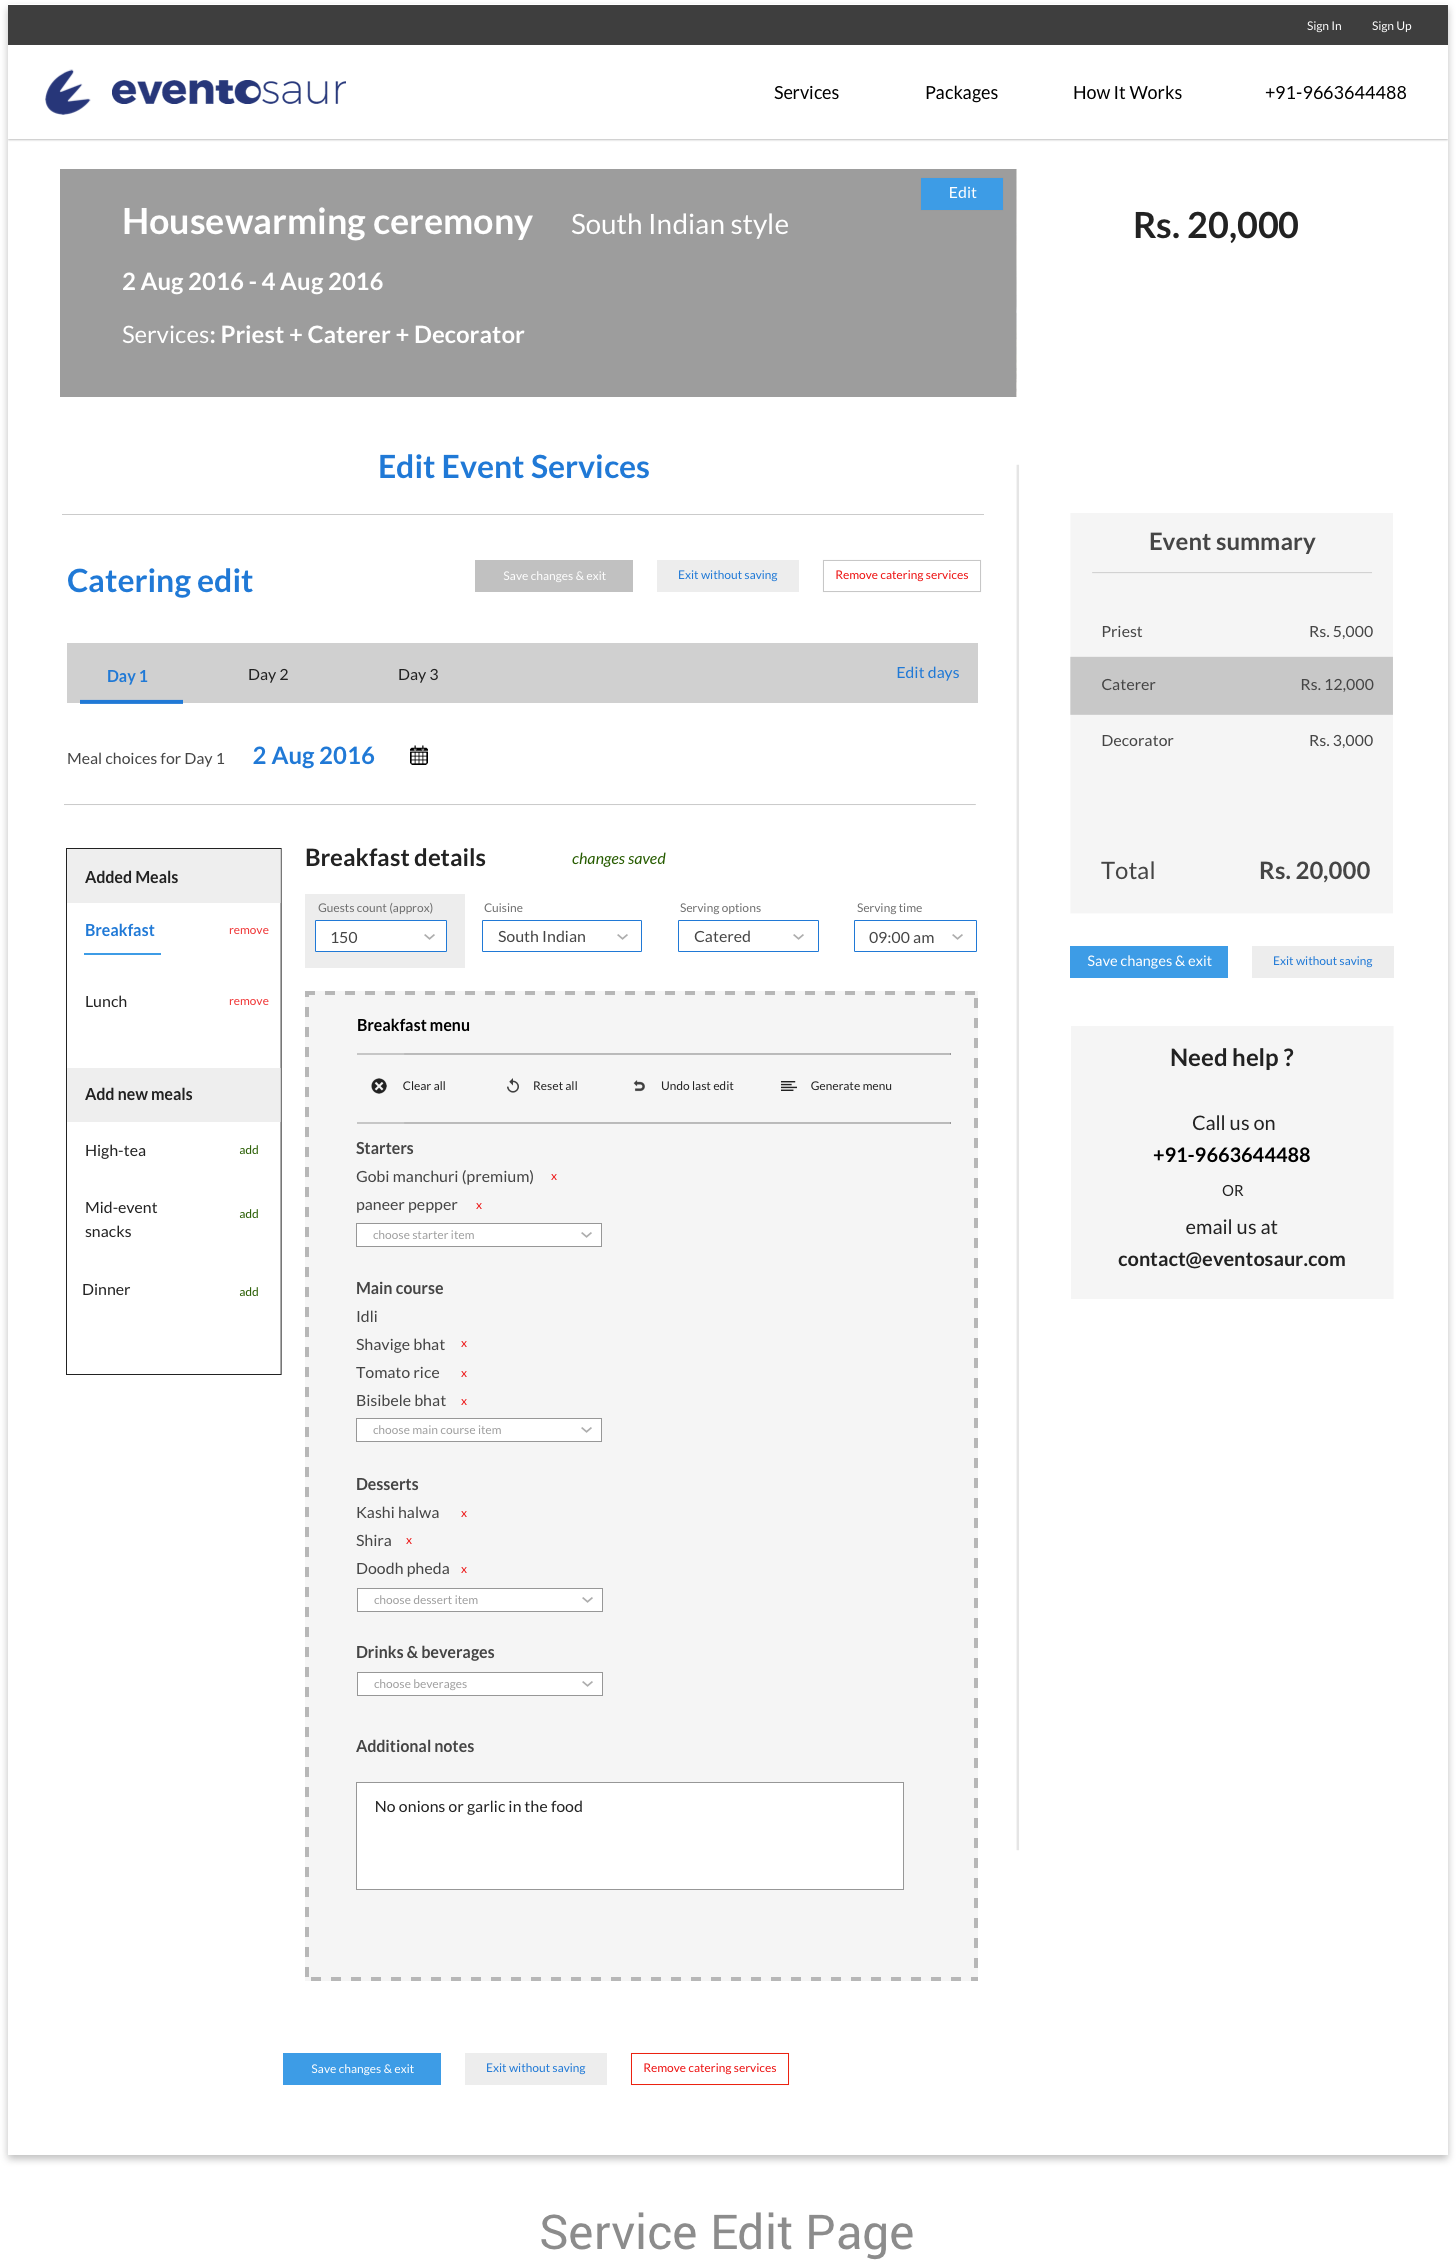 Sign In Sign Up
eventosaur
Services Packages How It Works +91-9663644488
Housewarming ceremony South Indian style
Edit
2 Aug 2016 - 4 Aug 2016
Services: Priest + Caterer + Decorator
Rs. 20,000
Edit Event Services
Catering edit
Save changes & exit Exit without saving Remove catering services
Day 1 Day 2 Day 3 Edit days
Meal choices for Day 1 2 Aug 2016
Added Meals
Breakfast remove
Lunch remove
Add new meals
High-tea add
Mid-event
snacks add
Dinner add
Breakfast details changes saved
Guests count (approx) Cuisine Serving options Serving time
150 South Indian Catered 09:00 am
Breakfast menu
Clear all Reset all Undo last edit Generate menu
Starters
Gobi manchuri (premium) x
paneer pepper x
choose starter item
Main course
Idli
Shavige bhat x
Tomato rice x
Bisibele bhat x
choose main course item
Desserts
Kashi halwa x
Shira x
Doodh pheda x
choose dessert item
Drinks & beverages
choose beverages
Additional notes
No onions or garlic in the food
Save changes & exit Exit without saving Remove catering services
Event summary
Priest Rs. 5,000
Caterer Rs. 12,000
Decorator Rs. 3,000
Total Rs. 20,000
Save changes & exit Exit without saving
Need help ?
Call us on
+91-9663644488
OR
email us at
contact@eventosaur.com
Service Edit Page